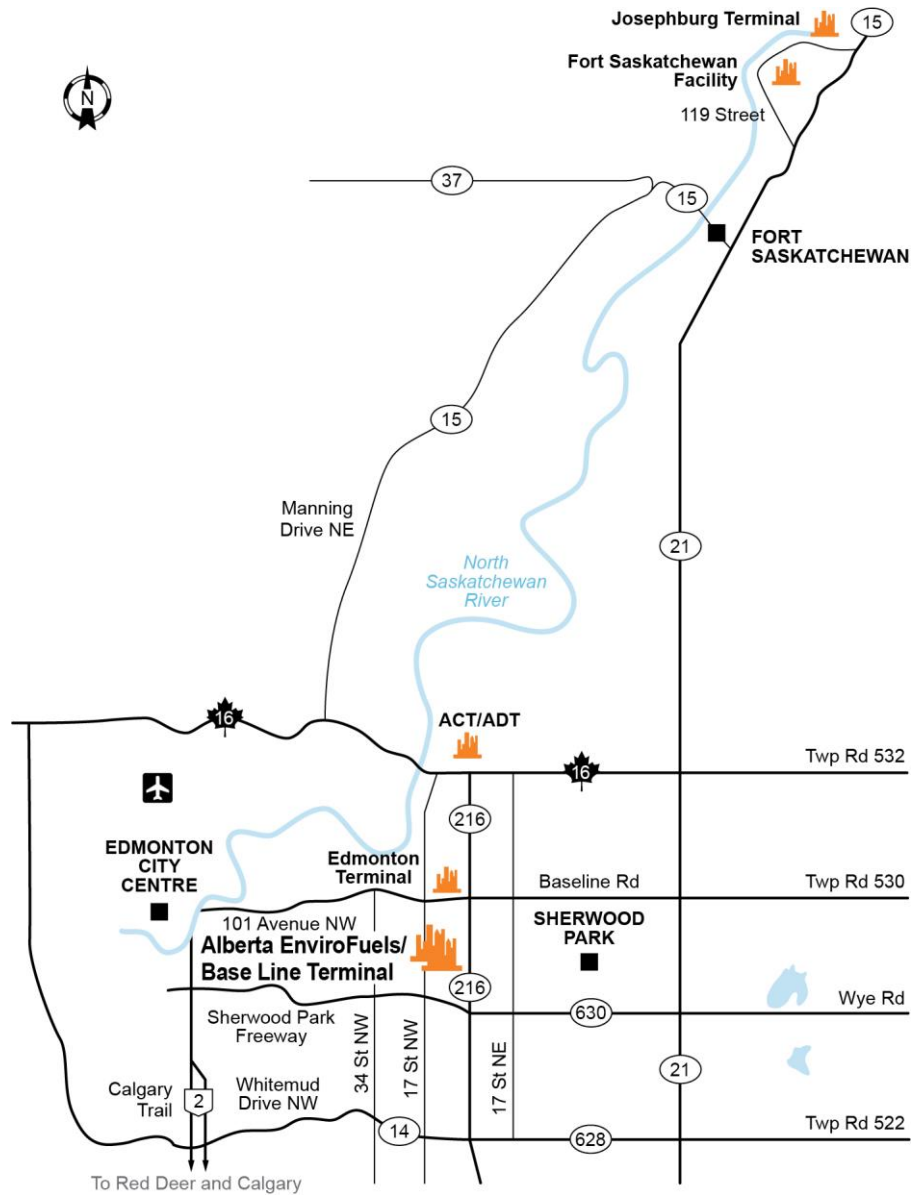 Josephburg Terminal
15
Fort Saskatchewan
Facility
119 Street
N
37
15
FORT
SASKATCHEWAN
15
Manning
Drive NE
21
North
Saskatchewan
River
16
ACT/ADT
16
Twp Rd 532
216
EDMONTON
CITY
CENTRE
Edmonton
Terminal
Baseline Rd
Twp Rd 530
101 Avenue NW
SHERWOOD
PARK
Alberta EnviroFuels/
Base Line Terminal
216
Wye Rd
630
Sherwood Park
Freeway
34 St NW
17 St NW
17 St NE
21
Calgary
Trail
2
Whitemud
Drive NW
14
628
Twp Rd 522
To Red Deer and Calgary